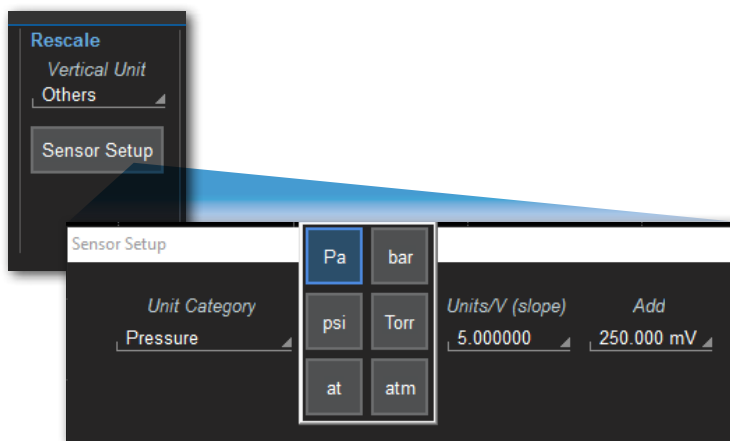 Rescale
Vertical Unit
Others
Sensor Setup
Sensor Setup
Pa bar
Unit Category
Pressure
psi Torr
Units/V (slope) Add
5.000000 250.000 mV
at atm